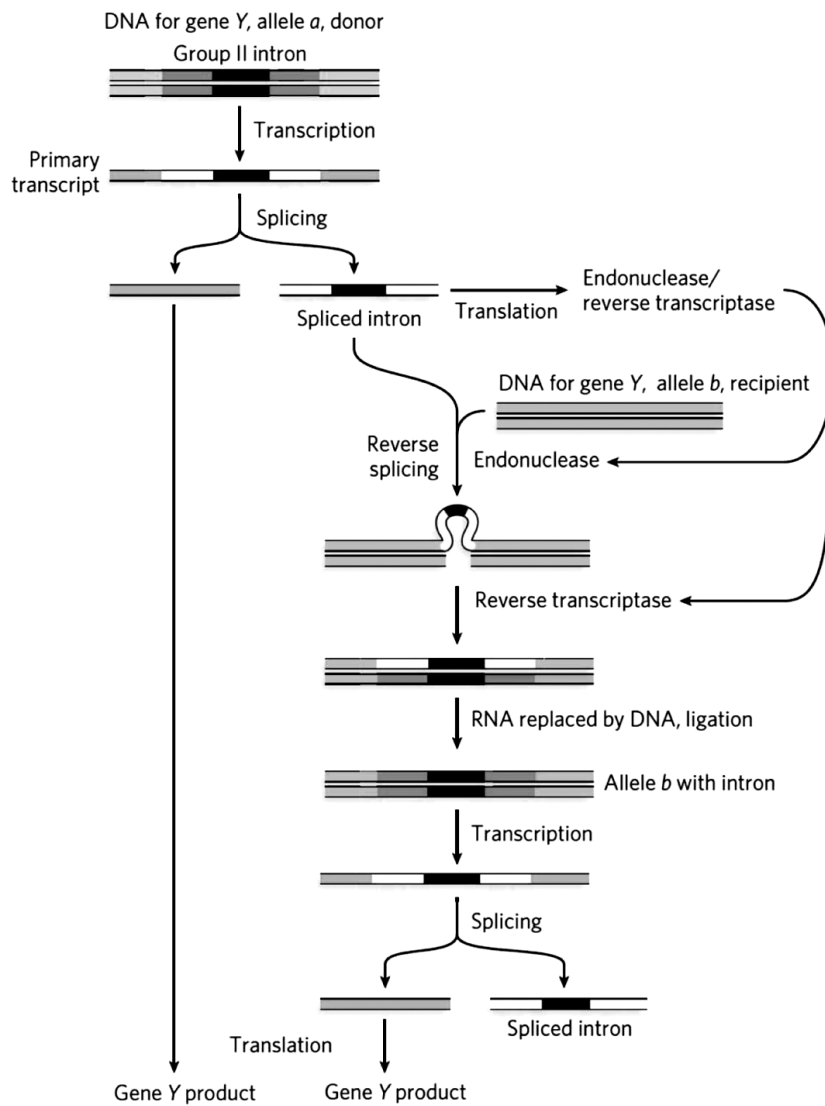 DNA for gene Y, allele a, donor
Group II intron
Transcription
Primary
transcript
Splicing
Spliced intron
Translation
Endonuclease/
reverse transcriptase
DNA for gene Y, allele b, recipient
Reverse
splicing
Endonuclease
Reverse transcriptase
RNA replaced by DNA, ligation
Allele b with intron
Transcription
Splicing
Spliced intron
Translation
Gene Y product
Gene Y product